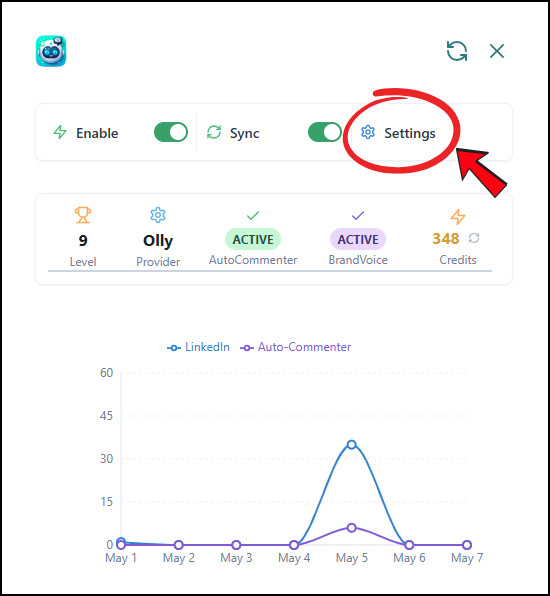 Enable Sync Settings
9 Olly ACTIVE ACTIVE 348
Level Provider AutoCommenter BrandVoice Credits
LinkedIn Auto-Commenter
60
45
30
15
0
May 1 May 2 May 3 May 4 May 5 May 6 May 7